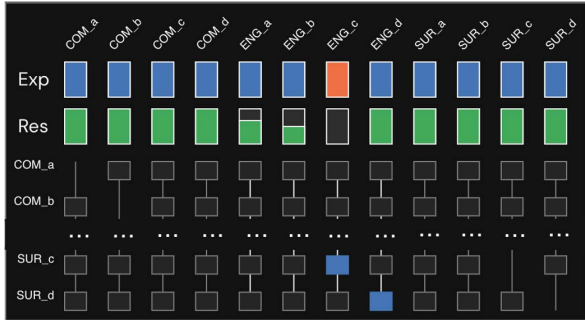 COM_a COM_b COM_c COM_d ENG_a ENG_b ENG_c ENG_d SUR_a SUR_b SUR_c SUR_d
Exp
Res
COM_a
COM_b
... ... ... ... ... ... ... ... ... ... ... ...
SUR_c
SUR_d